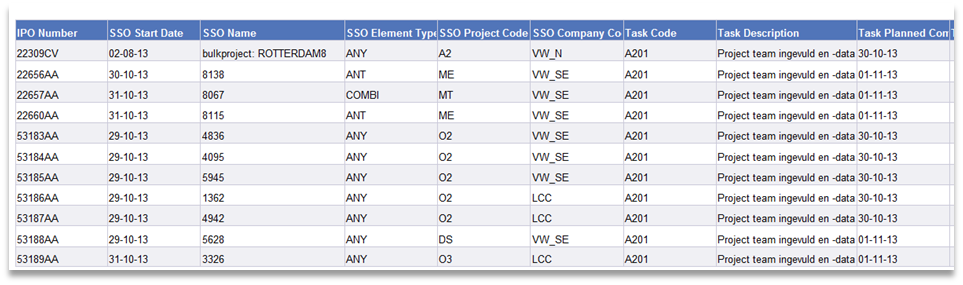 IPO Number SSO Start Date SSO Name SSO Element Type SSO Project Code SSO Company Co Task Code Task Description Task Planned Com
22309CV 02-08-13 bulkproject: ROTTERDAM8 ANY A2 VW_N A201 Project team ingevuld en -data 30-10-13
22656AA 30-10-13 8138 ANT ME VW_SE A201 Project team ingevuld en -data 01-11-13
22657AA 31-10-13 8067 COMBI MT VW_SE A201 Project team ingevuld en -data 01-11-13
22660AA 31-10-13 8115 ANT ME VW_SE A201 Project team ingevuld en -data 01-11-13
53183AA 29-10-13 4836 ANY O2 VW_SE A201 Project team ingevuld en -data 30-10-13
53184AA 29-10-13 4095 ANY O2 VW_SE A201 Project team ingevuld en -data 30-10-13
53185AA 29-10-13 5945 ANY O2 VW_SE A201 Project team ingevuld en -data 30-10-13
53186AA 29-10-13 1362 ANY O2 LCC A201 Project team ingevuld en -data 30-10-13
53187AA 29-10-13 4942 ANY O2 LCC A201 Project team ingevuld en -data 30-10-13
53188AA 29-10-13 5628 ANY DS VW_SE A201 Project team ingevuld en -data 01-11-13
53189AA 31-10-13 3326 ANY O3 LCC A201 Project team ingevuld en -data 01-11-13